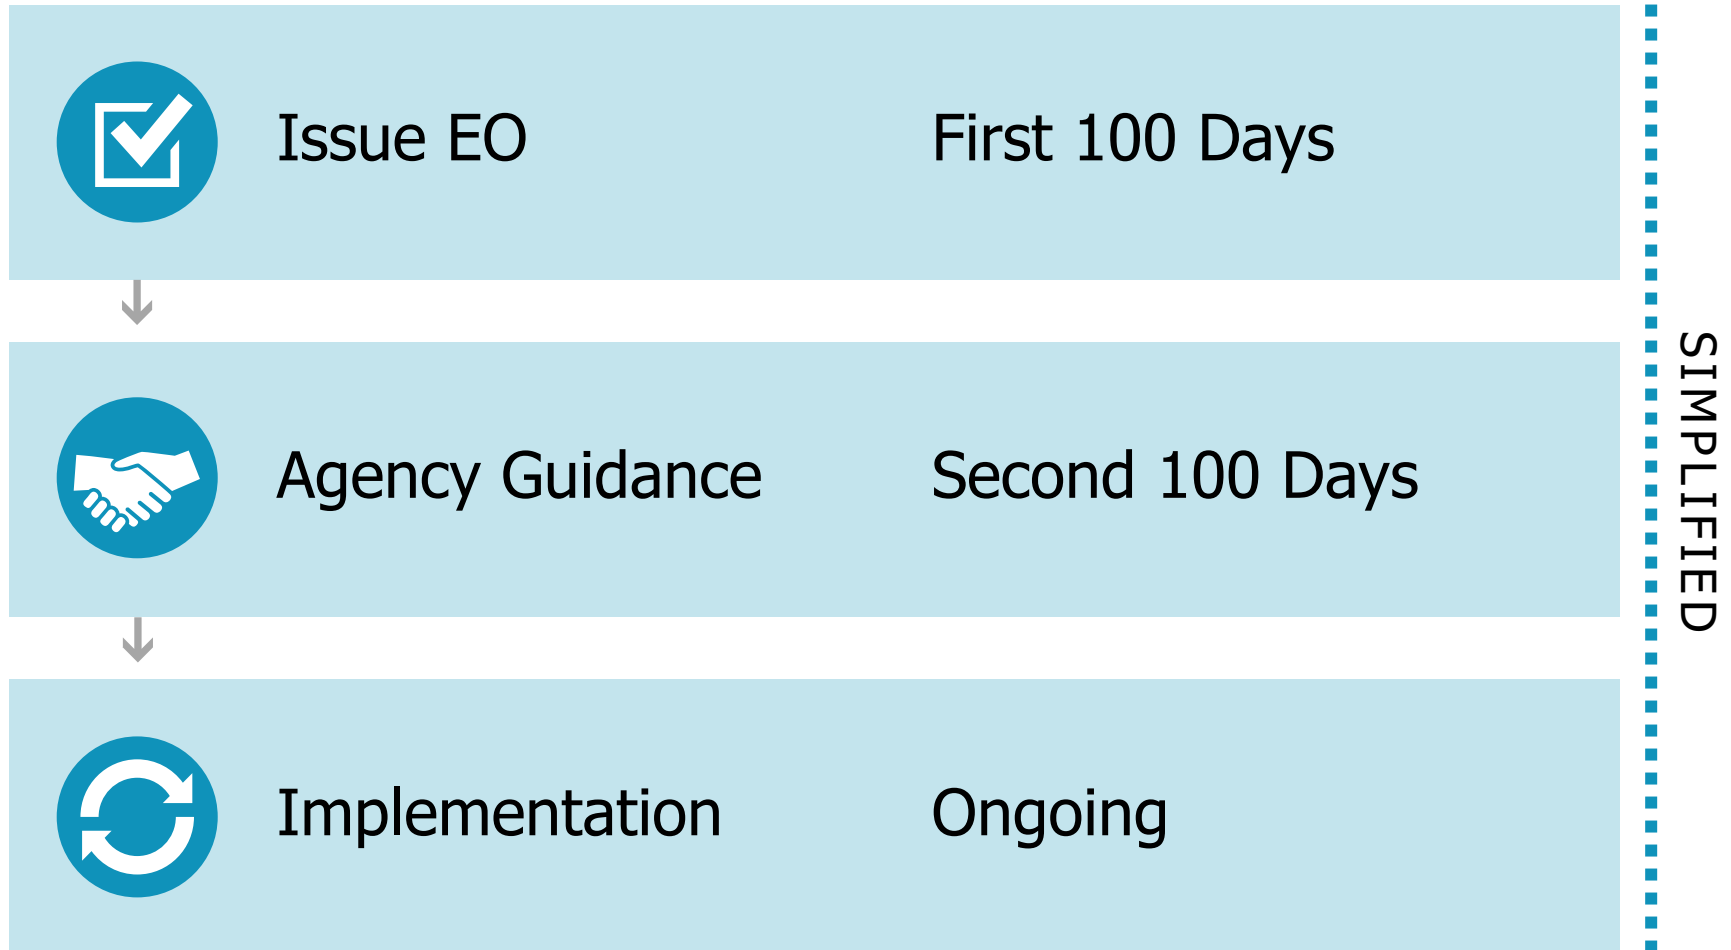 Issue EO
First 100 Days
Agency Guidance
Second 100 Days
Implementation
Ongoing
SIMPLIFIED